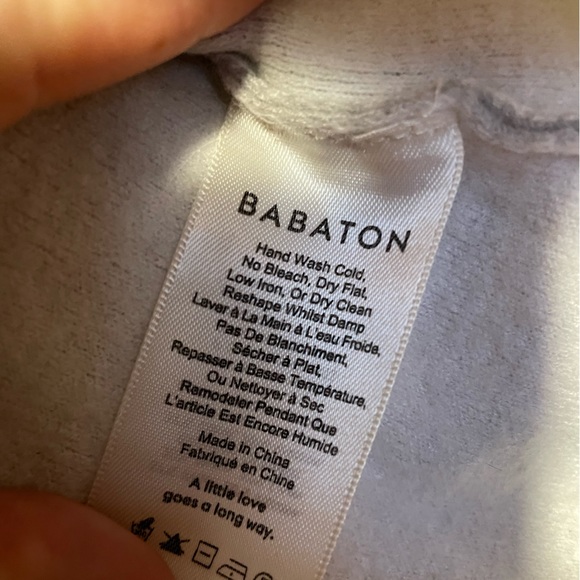 BABATON
Hand Wash Cold,
No Bleach, Dry Flat,
Low Iron, Or Dry Clean
Reshape Whilst Damp
Laver à La Main à L'eau Froide,
Pas De Blanchiment,
Sécher à Plat,
Repasser à Basse Température,
Ou Nettoyer à Sec
Remodeler Pendant Que
L'article Est Encore Humide
Made in China
Fabriqué en Chine
A little love
goes a long way.